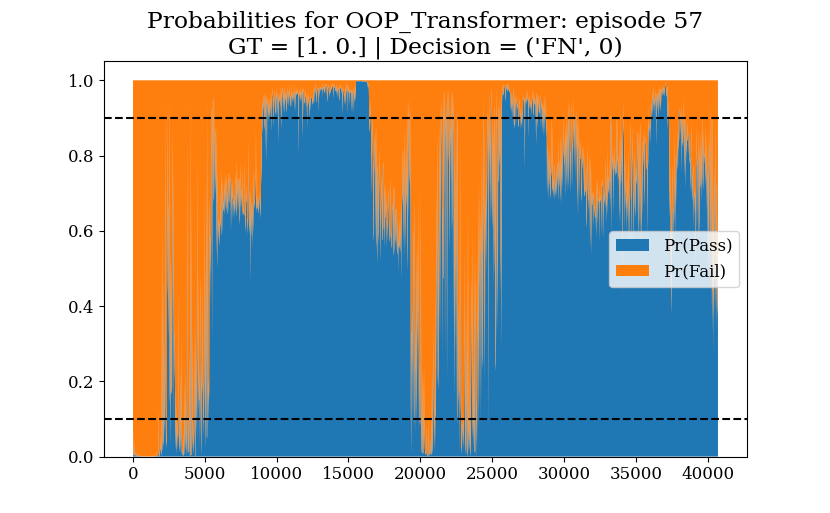 Probabilities for OOP_Transformer: episode 57
GT = [1. 0.] | Decision = ('FN', 0)
1.0
0.8
0.6
0.4
0.2
0.0
Pr(Pass)
Pr(Fail)
0 5000 10000 15000 20000 25000 30000 35000 40000